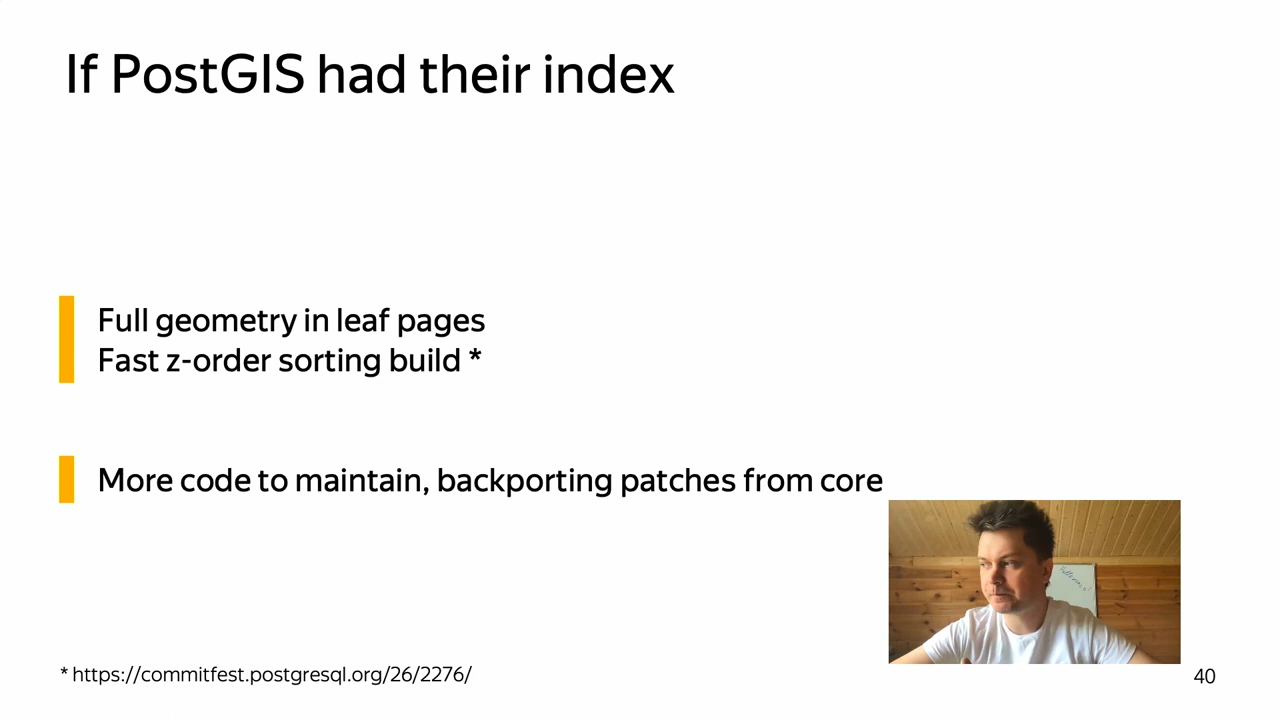 If PostGIS had their index
Full geometry in leaf pages
Fast z-order sorting build *
More code to maintain, backporting patches from core
* https://commitfest.postgresql.org/26/2276/
40